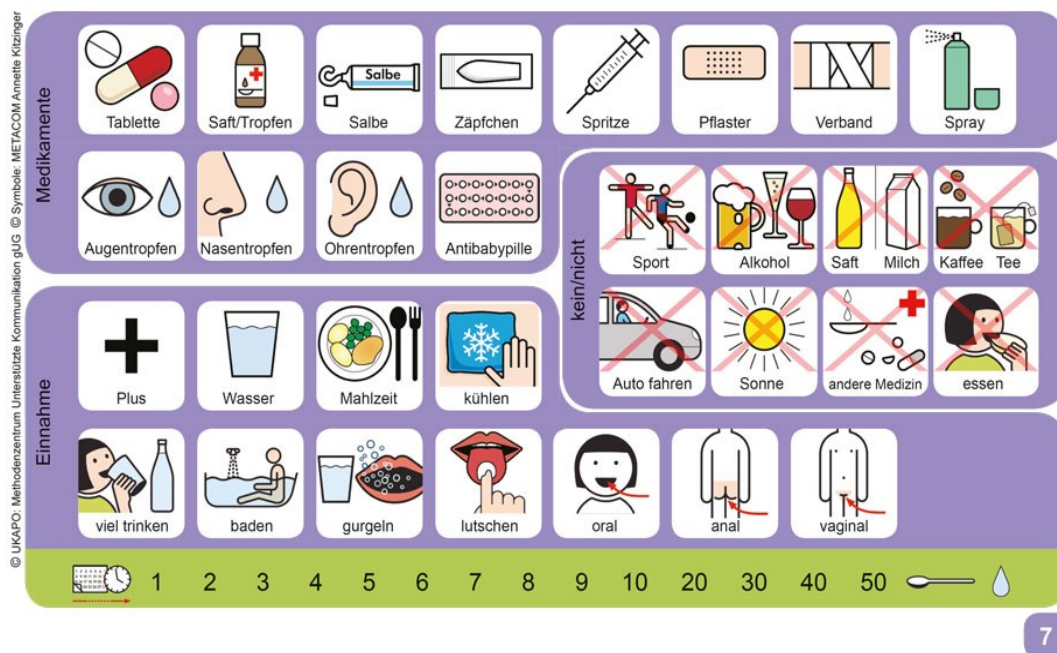 © UKAPO: Methodenzentrum Unterstützte Kommunikation gUG © Symbole: METACOM Annette Kitzinger
Medikamente
Tablette Saft/Tropfen Salbe Salbe Zäpfchen Spritze Pflaster Verband Spray
Augentropfen Nasentropfen Ohrentropfen Antibabypille
kein/nicht
Sport Alkohol Saft Milch Kaffee Tee
Auto fahren Sonne andere Medizin essen
Einnahme
Plus Wasser Mahlzeit kühlen
viel trinken baden gurgeln lutschen oral anal vaginal
1 2 3 4 5 6 7 8 9 10 20 30 40 50
7